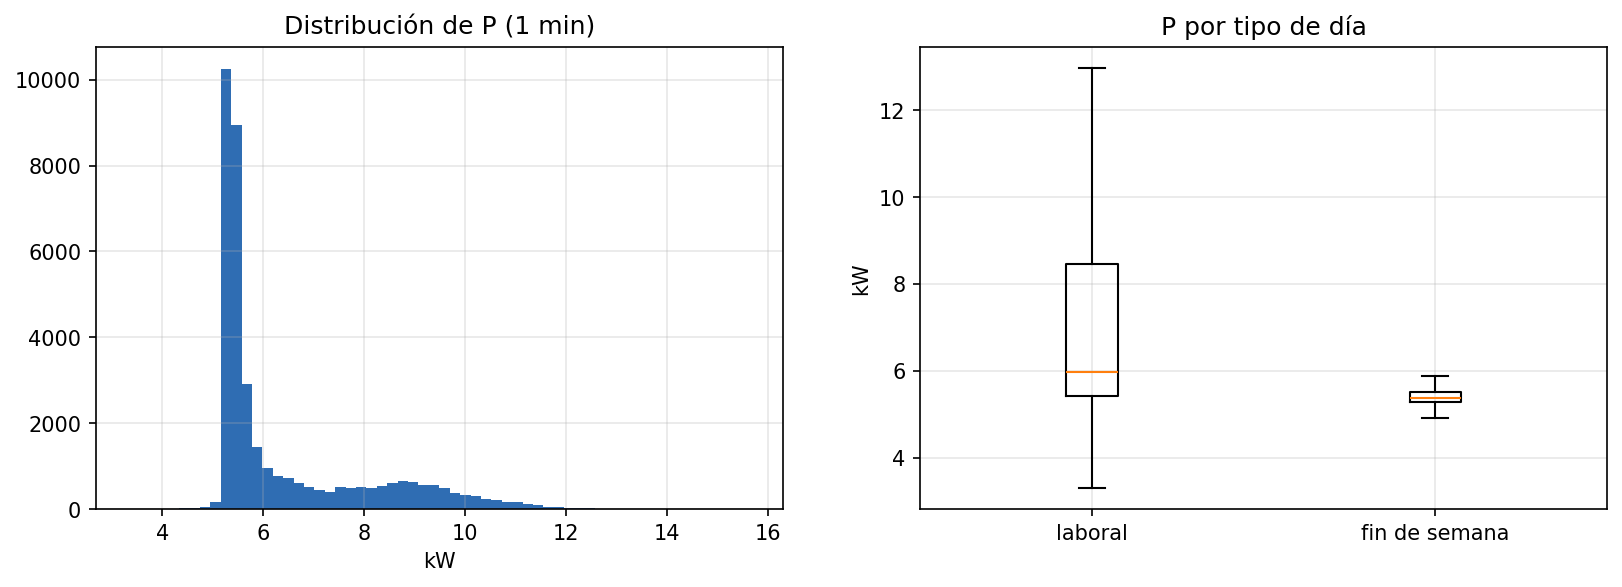 Distribución de P (1 min)
10000
8000
6000
4000
2000
0
4 6 8 10 12 14 16
kW
P por tipo de día
kW
12
10
8
6
4
laboral fin de semana